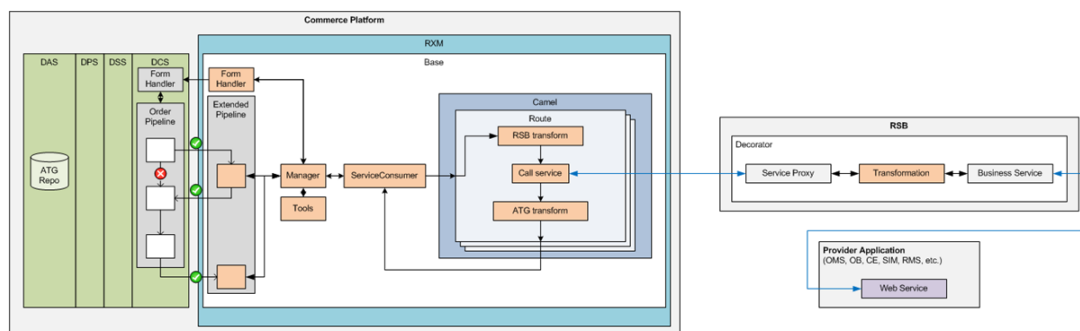 Commerce Platform
RXM
Base
DAS
DPS
DSS
DCS
Form
Handler
Form
Handler
Order
Pipeline
Extended
Pipeline
ATG
Repo
Manager
Tools
ServiceConsumer
Camel
Route
RSB transform
Call service
ATG transform
RSB
Decorator
Service Proxy
Transformation
Business Service
Provider Application
(OMS, OB, CE, SIM, RMS, etc.)
Web Service